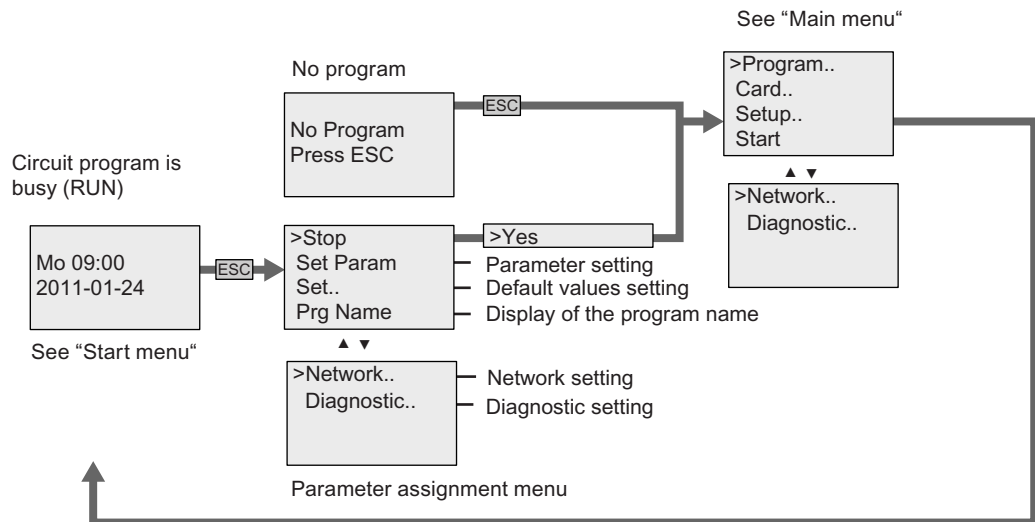 See “Main menu“
No program
>Program..
Card..
Setup..
Start
ESC
No Program
Press ESC
▲ ▼
Circuit program is
busy (RUN)
>Network..
Diagnostic..
Mo 09:00
2011-01-24
ESC
>Stop
Set Param
Set..
Prg Name
>Yes
Parameter setting
Default values setting
Display of the program name
See “Start menu“
▲ ▼
>Network..
Diagnostic..
Network setting
Diagnostic setting
Parameter assignment menu